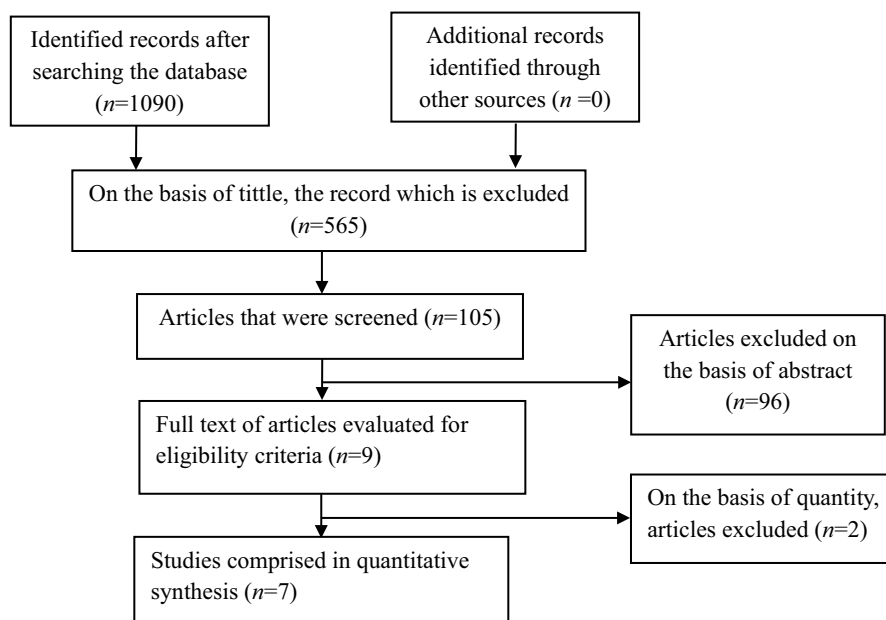 Identified records after
searching the database
(n=1090)
Additional records
identified through
other sources (n =0)
On the basis of tittle, the record which is excluded
(n=565)
Articles that were screened (n=105)
Articles excluded on
the basis of abstract
(n=96)
Full text of articles evaluated for
eligibility criteria (n=9)
On the basis of quantity,
articles excluded (n=2)
Studies comprised in quantitative
synthesis (n=7)